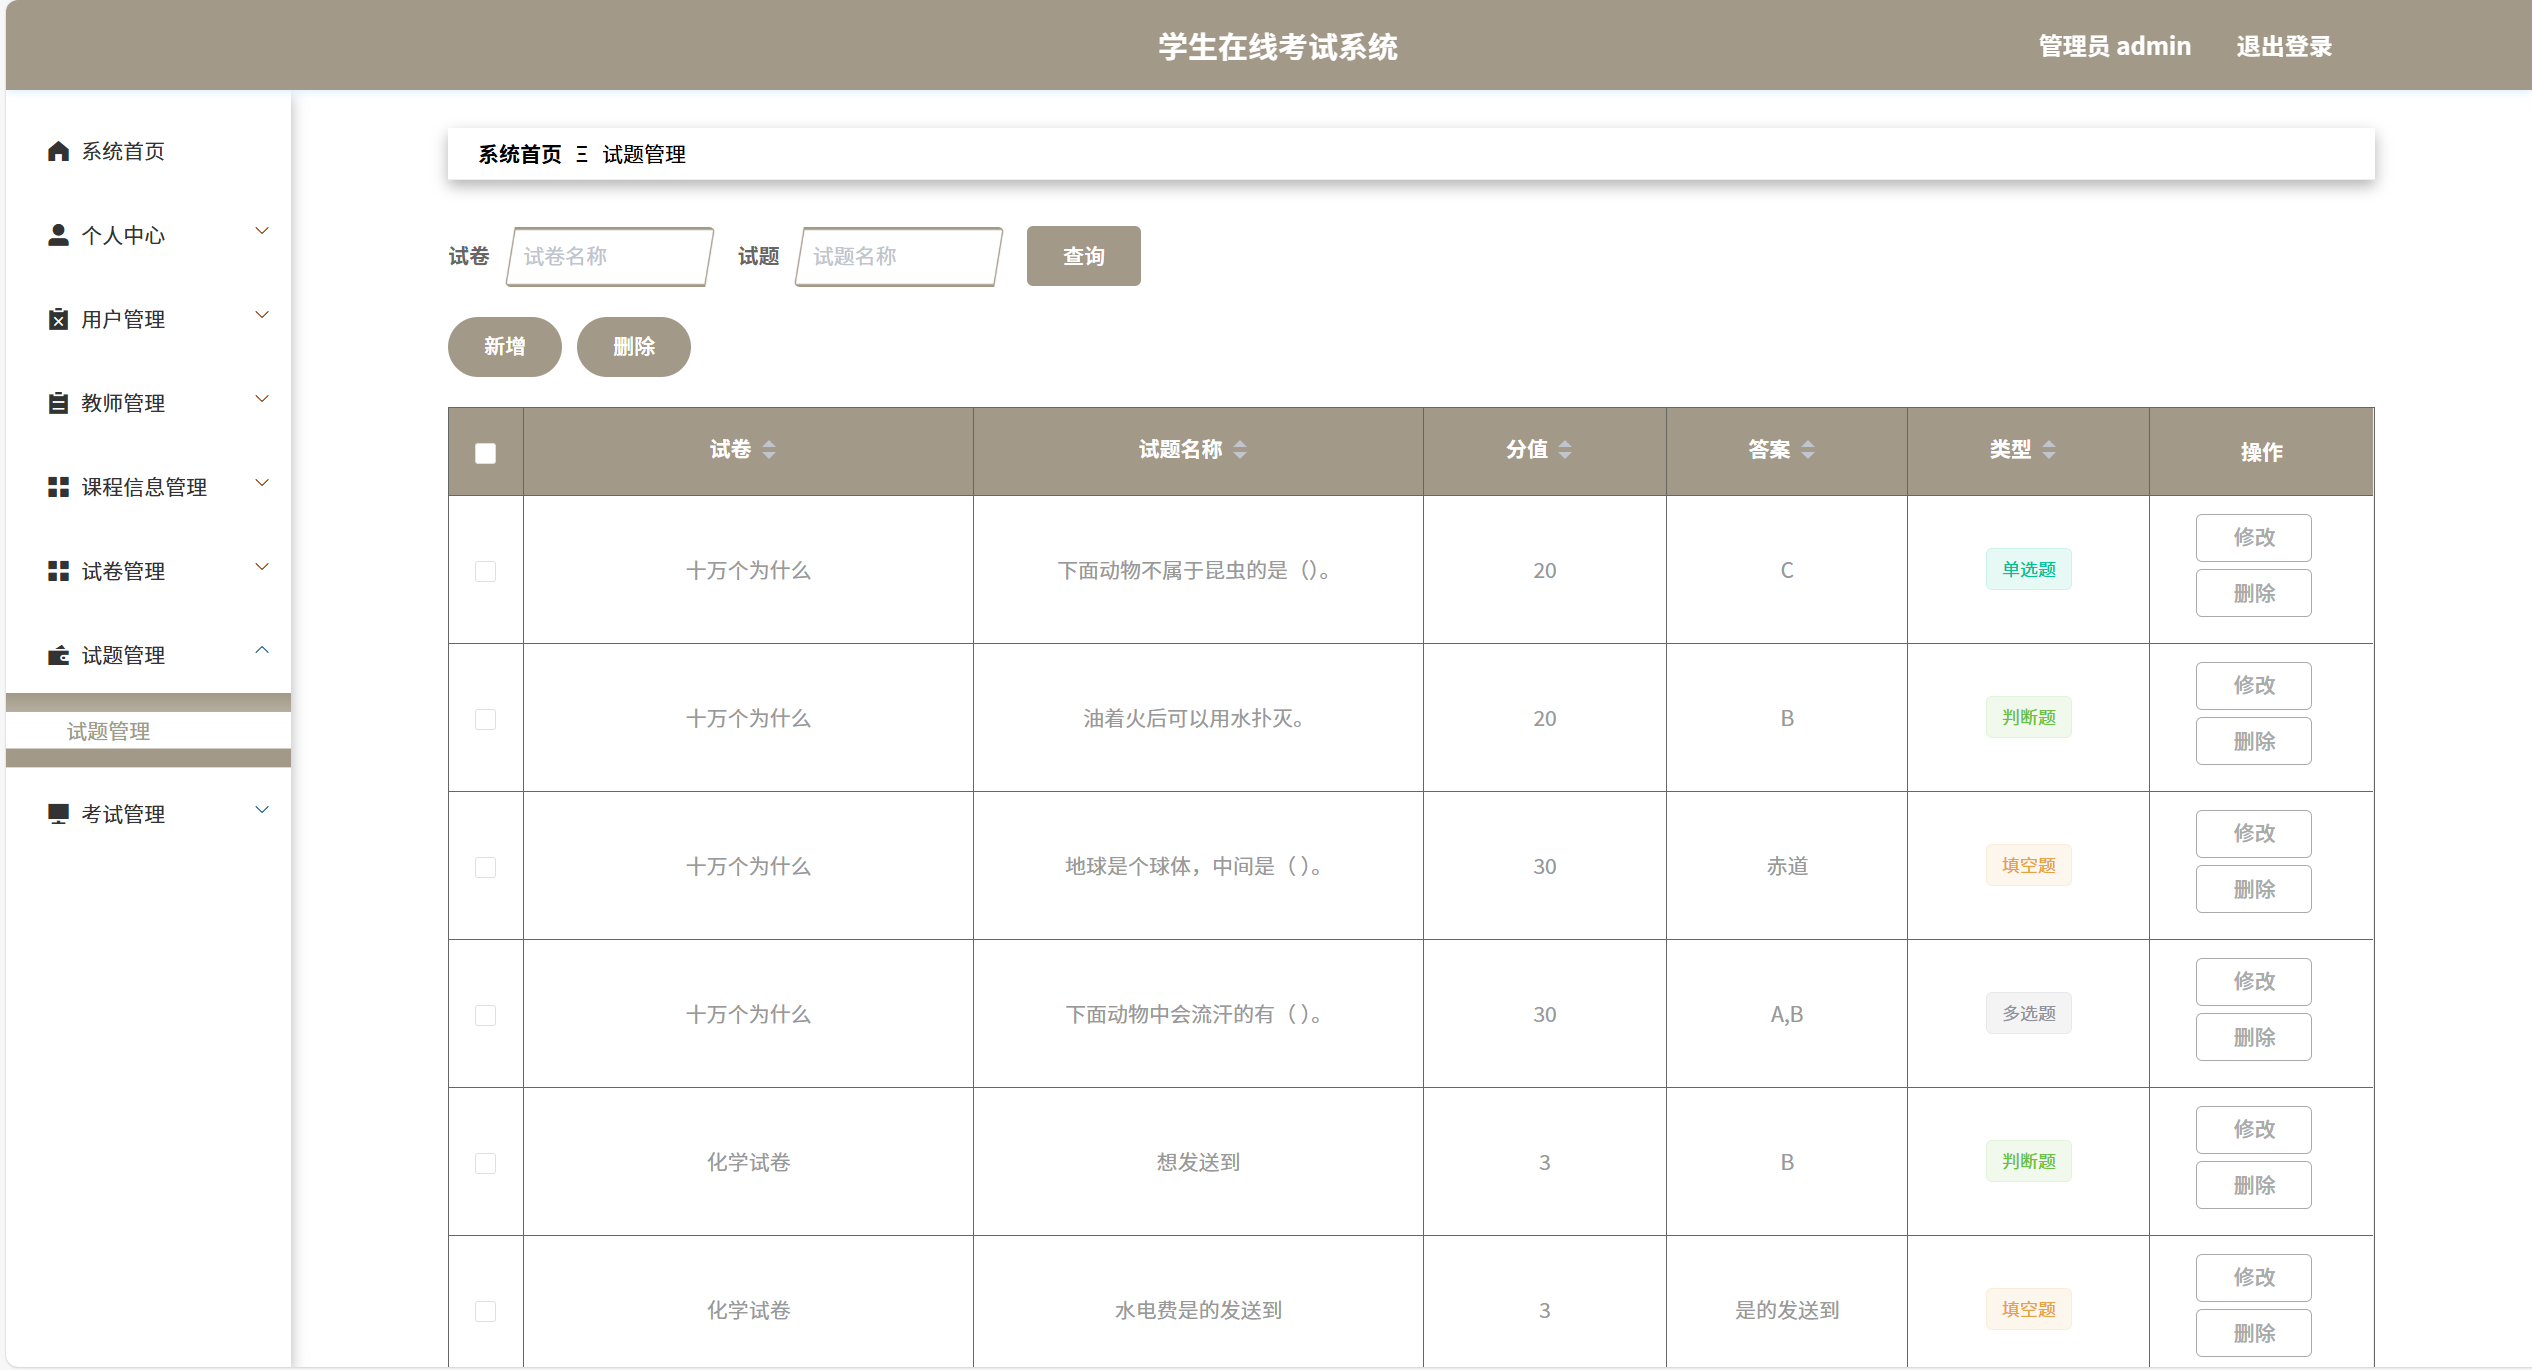 学生在线考试系统
管理员 admin
退出登录
系统首页
个人中心
用户管理
教师管理
课程信息管理
试卷管理
试题管理
试题管理
考试管理
系统首页 Ξ 试题管理
试卷 试卷名称 试题 试题名称 查询
新增 删除
试卷 试题名称 分值 答案 类型 操作
十万个为什么 下面动物不属于昆虫的是（）。 20 C 单选题 修改
删除
十万个为什么 油着火后可以用水扑灭。 20 B 判断题 修改
删除
十万个为什么 地球是个球体，中间是（ ）。 30 赤道 填空题 修改
删除
十万个为什么 下面动物中会流汗的有（ ）。 30 A,B 多选题 修改
删除
化学试卷 想发送到 3 B 判断题 修改
删除
化学试卷 水电费是的发送到 3 是的发送到 填空题 修改
删除